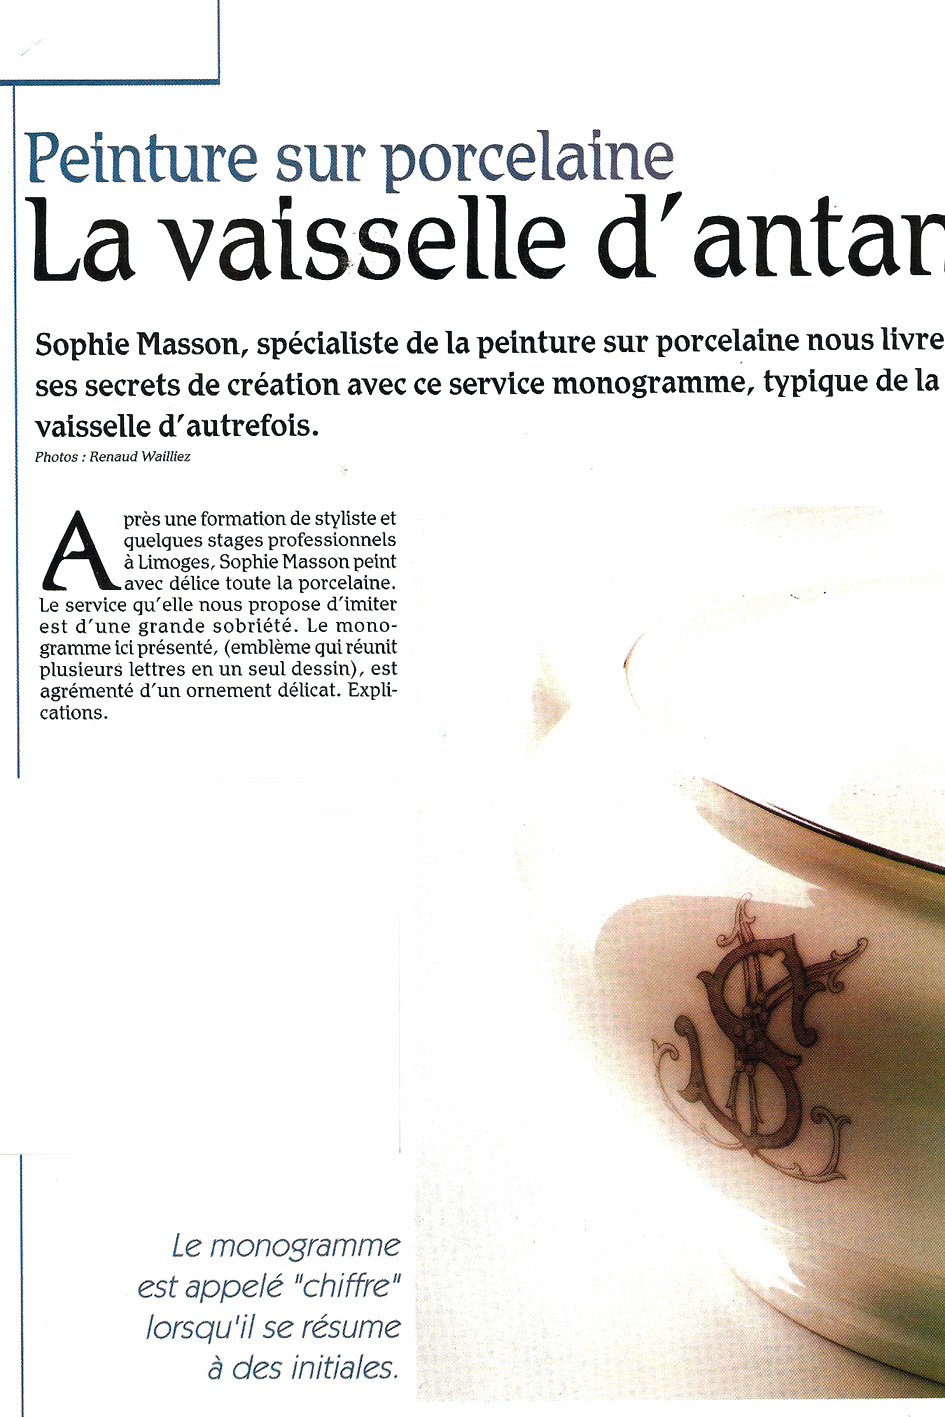 Peinture sur porcelaine
La vaisselle d'antan
Sophie Masson, spécialiste de la peinture sur porcelaine nous livre
ses secrets de création avec ce service monogramme, typique de la
vaisselle d'autrefois.
Photos : Renaud Wailliez
Après une formation de styliste et
quelques stages professionnels
à Limoges, Sophie Masson peint
avec délice toute la porcelaine.
Le service qu'elle nous propose d'imiter
est d'une grande sobriété. Le mono-
gramme ici présenté, (emblème qui réunit
plusieurs lettres en un seul dessin), est
agrémenté d'un ornement délicat. Expli-
cations.
Le monogramme
est appelé "chiffre"
lorsqu'il se résume
à des initiales.